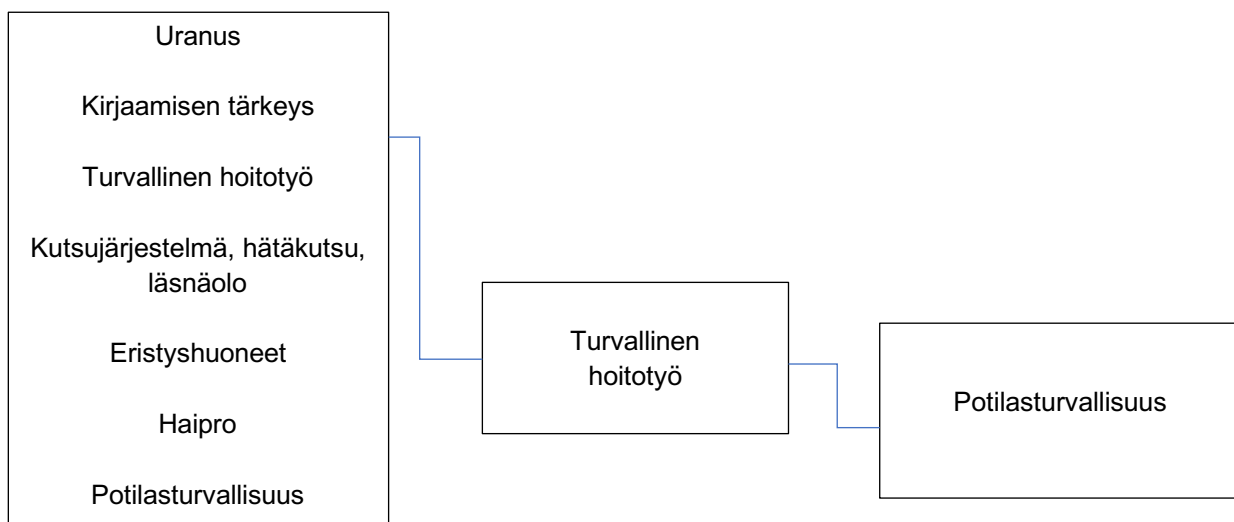 Uranus
Kirjaamisen tärkeys
Turvallinen hoitotyö
Kutsujärjestelmä, hätäkutsu,
läsnäolo
Eristyshuoneet
Haipro
Potilasturvallisuus
Turvallinen
hoitotyö
Potilasturvallisuus